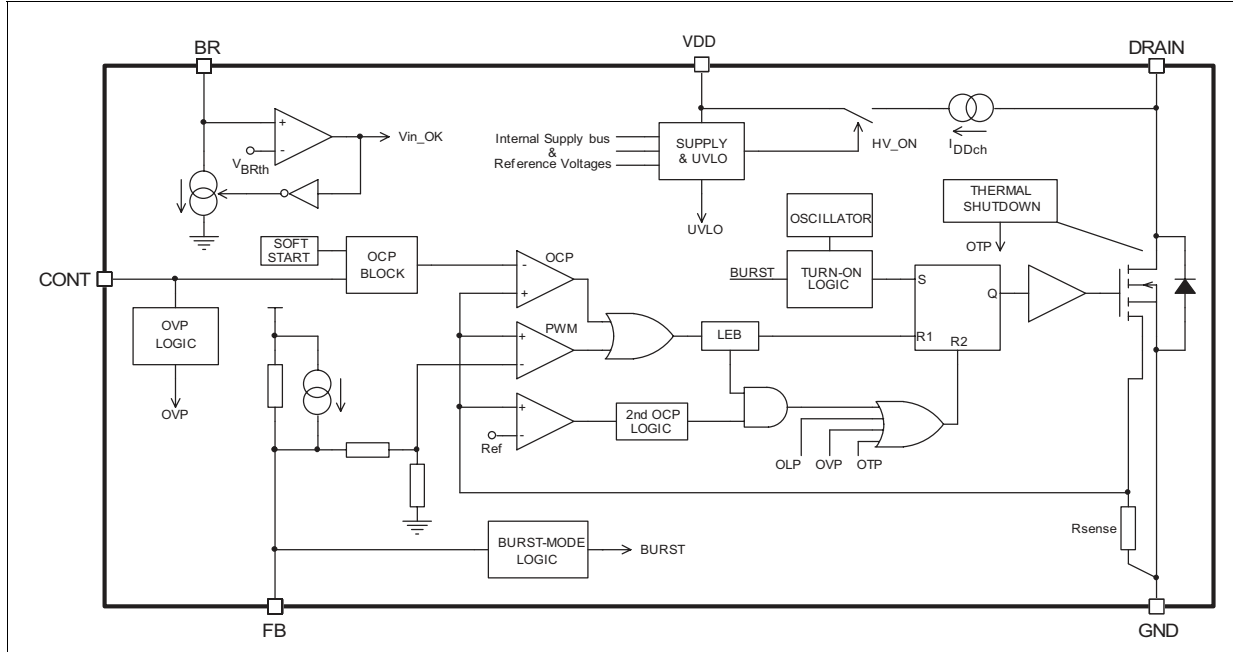 BR
VDD
DRAIN
+
-
Vin_OK
VBRth
Internal Supply bus
&
Reference Voltages
SUPPLY
& UVLO
HV_ON
IDDch
UVLO
THERMAL
SHUTDOWN
OTP
OSCILLATOR
SOFT
START
OCP
BLOCK
CONT
OCP
-
+
BURST
TURN-ON
LOGIC
S
Q
R1
R2
OVP
LOGIC
OVP
PWM
+
-
LEB
+
-
Ref
2nd OCP
LOGIC
OLP
OVP
OTP
Rsense
BURST-MODE
LOGIC
BURST
FB
GND